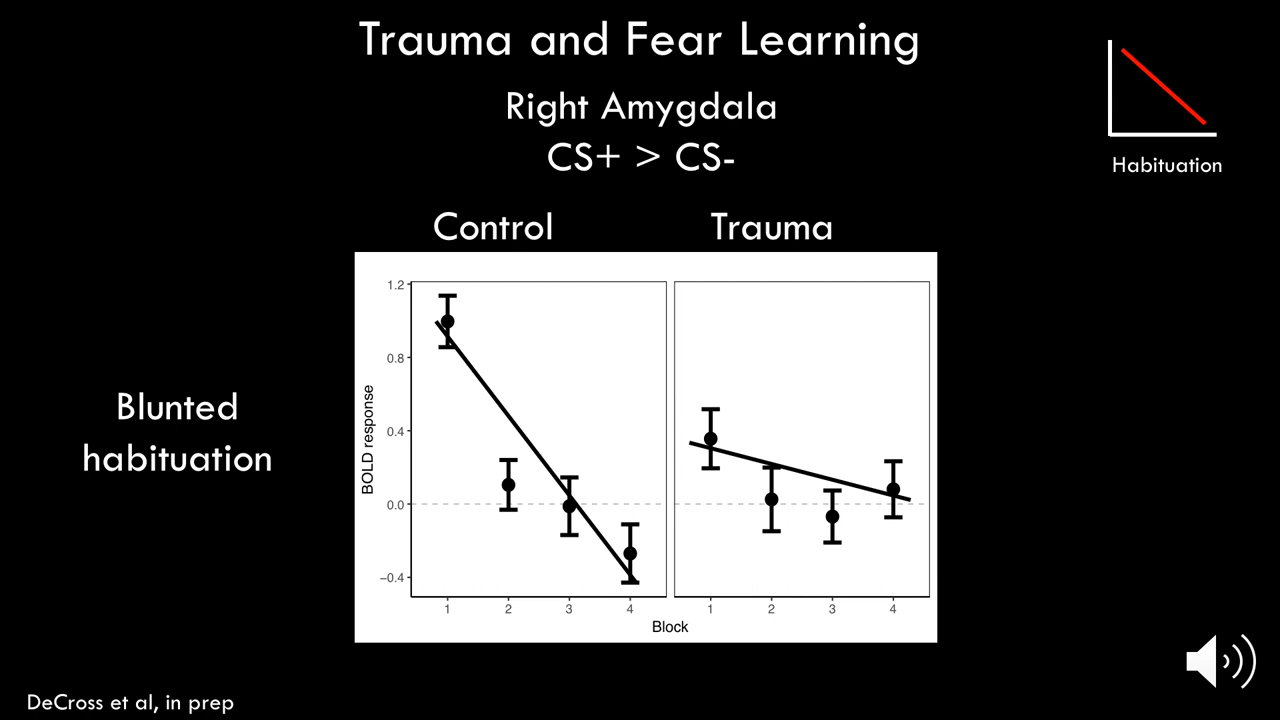 Trauma and Fear Learning
Right Amygdala
CS+ > CS-
Habituation
Control
Trauma
Blunted
habituation
BOLD response
1.2
0.8
0.4
0.0
−0.4
1 2 3 4
1 2 3 4
Block
DeCross et al, in prep